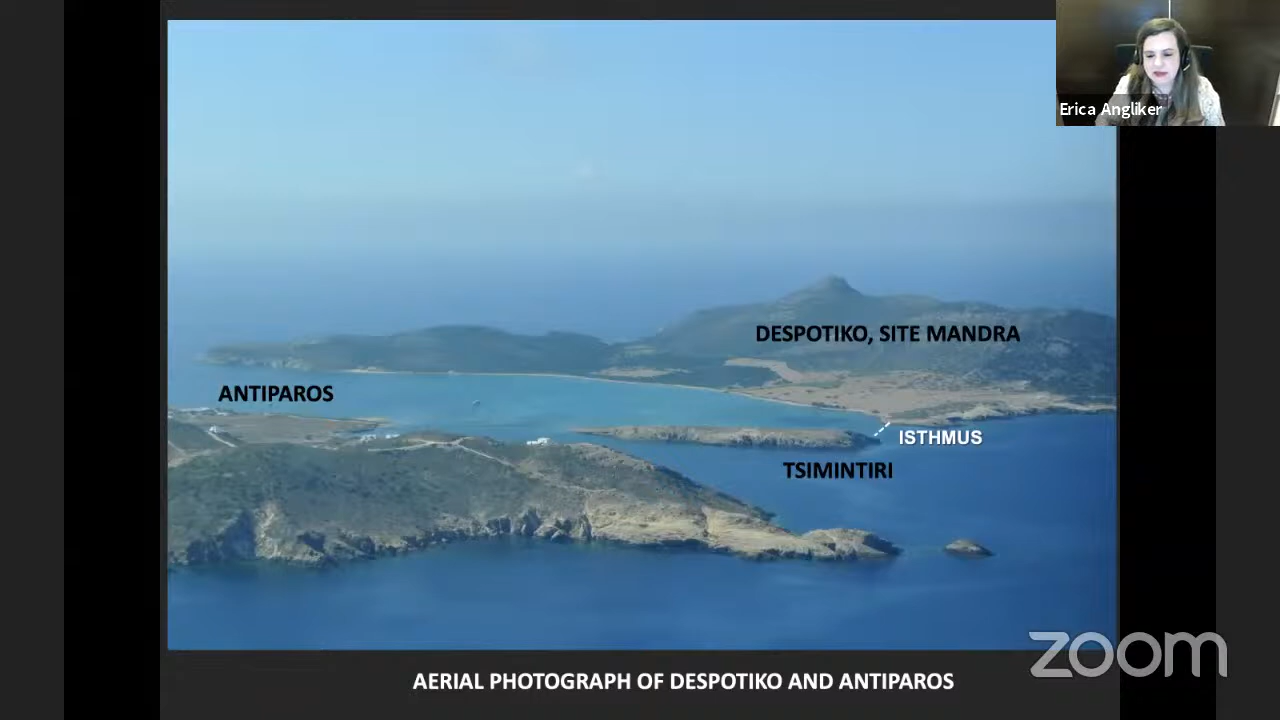 Erica Angliker
DESPOTIKO, SITE MANDRA
ANTIPAROS
ISTHMUS
TSIMINTIRI
zoom
AERIAL PHOTOGRAPH OF DESPOTIKO AND ANTIPAROS